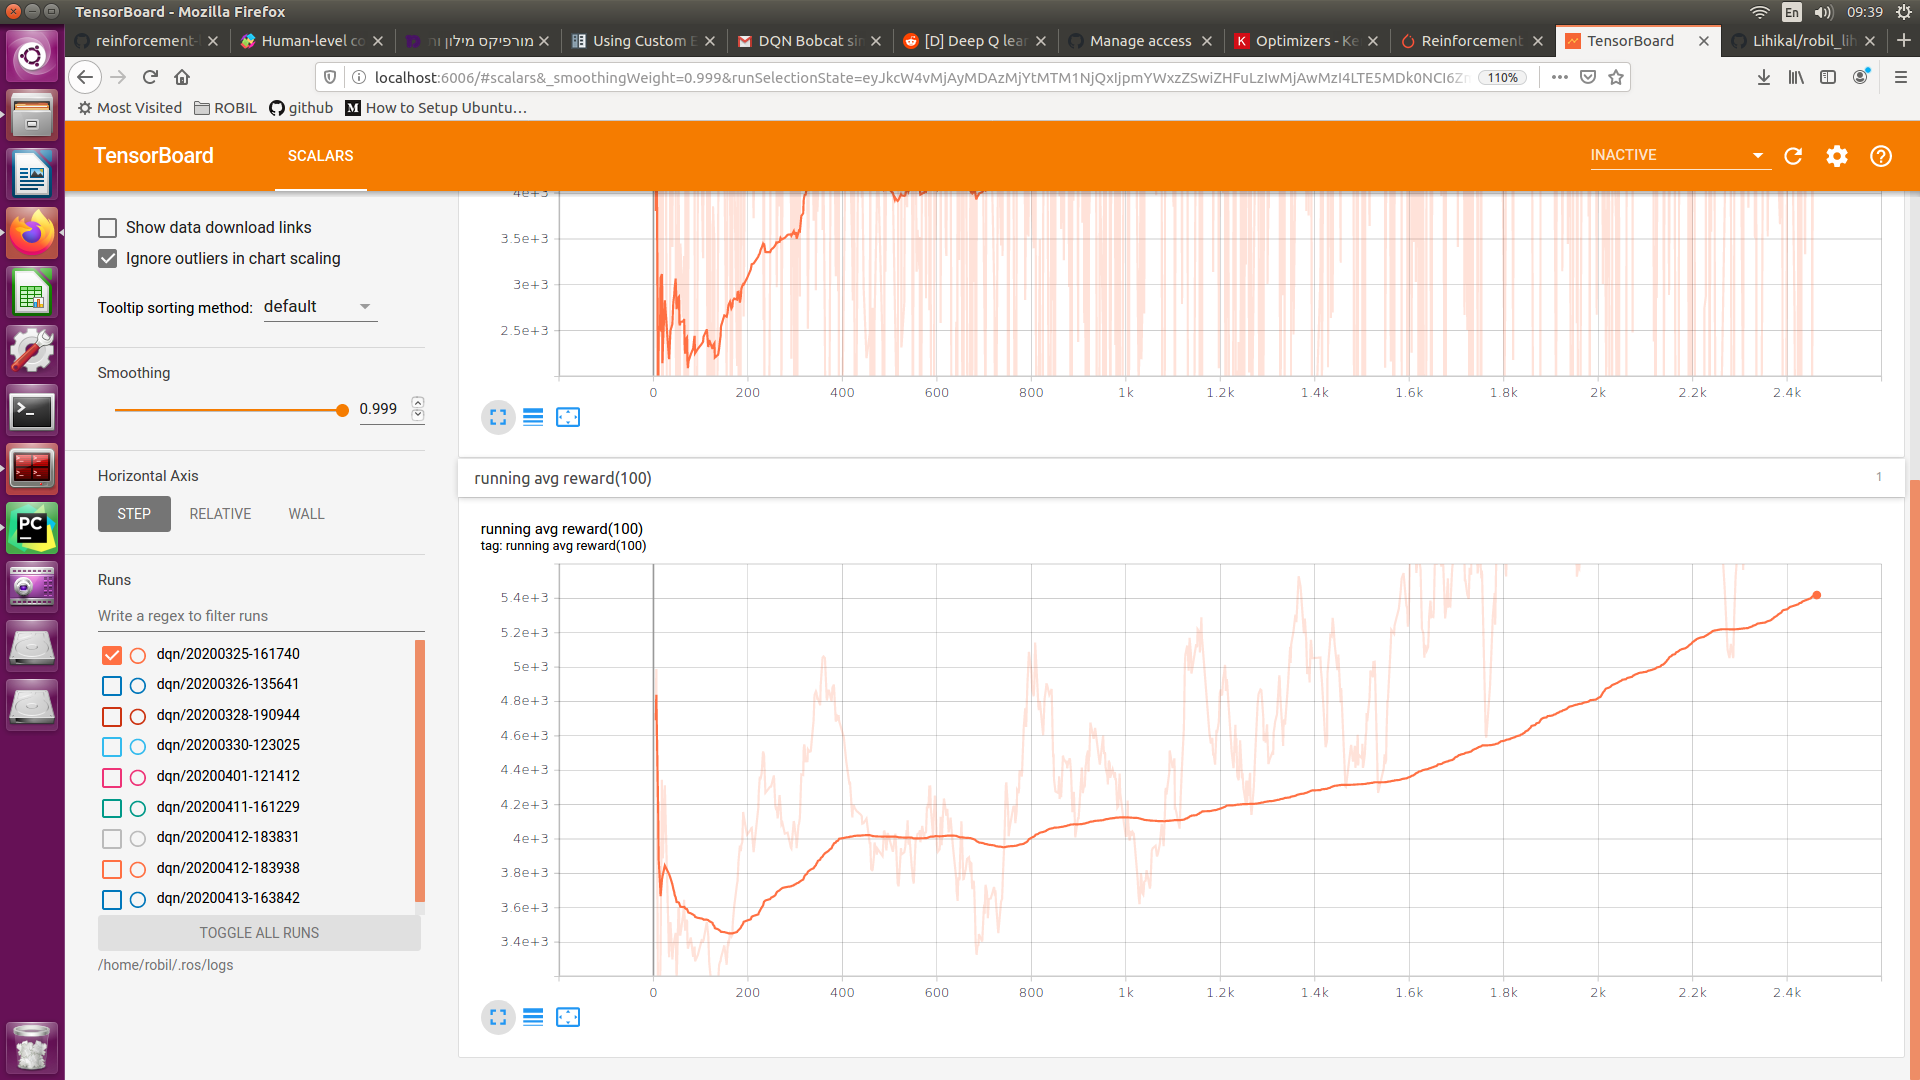 TensorBoard - Mozilla Firefox
En
09:39
reinforcement-
Human-level co
מורפיקס מילון וה
Using Custom E
DQN Bobcat sim
[D] Deep Q lear
Manage access
Optimizers - Ke
Reinforcement
TensorBoard
Lihikal/robil_lih
localhost:6006/#scalars&_smoothingWeight=0.999&runSelectionState=eyJkcW4vMjAyMDAzMjYtMTM1NjQxIjpmYWxzZSwiZHFuLzIwMjAwMzI4LTE5MDk0NCI6Zm
110%
Most Visited
ROBIL
github
M How to Setup Ubuntu…
TensorBoard
SCALARS
INACTIVE
Show data download links
Ignore outliers in chart scaling
Tooltip sorting method: default
Smoothing
0.999
Horizontal Axis
STEP
RELATIVE
WALL
Runs
Write a regex to filter runs
dqn/20200325-161740
dqn/20200326-135641
dqn/20200328-190944
dqn/20200330-123025
dqn/20200401-121412
dqn/20200411-161229
dqn/20200412-183831
dqn/20200412-183938
dqn/20200413-163842
TOGGLE ALL RUNS
/home/robil/.ros/logs
4e+3
3.5e+3
3e+3
2.5e+3
0 200 400 600 800 1k 1.2k 1.4k 1.6k 1.8k 2k 2.2k 2.4k
running avg reward(100)
1
running avg reward(100)
tag: running avg reward(100)
5.4e+3
5.2e+3
5e+3
4.8e+3
4.6e+3
4.4e+3
4.2e+3
4e+3
3.8e+3
3.6e+3
3.4e+3
0 200 400 600 800 1k 1.2k 1.4k 1.6k 1.8k 2k 2.2k 2.4k
PC